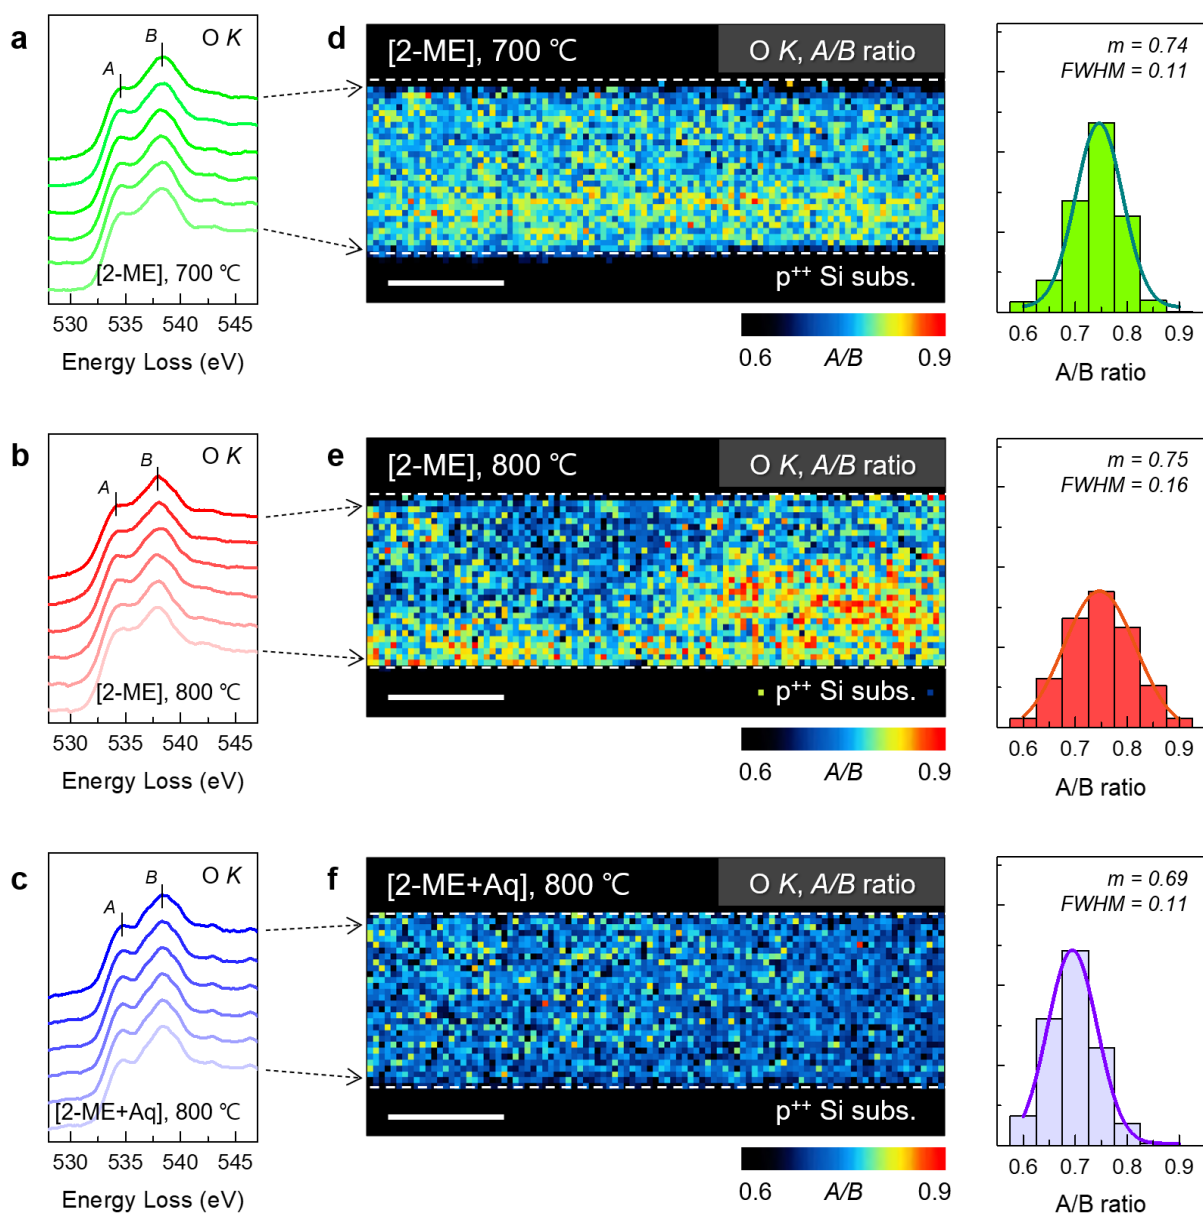 a
O K
A
B
[2-ME], 700 ℃
530 535 540 545
Energy Loss (eV)
d
[2-ME], 700 ℃
O K, A/B ratio
p++ Si subs.
0.6 A/B 0.9
m = 0.74
FWHM = 0.11
0.6 0.7 0.8 0.9
A/B ratio
b
O K
A
B
[2-ME], 800 ℃
530 535 540 545
Energy Loss (eV)
e
[2-ME], 800 ℃
O K, A/B ratio
p++ Si subs.
0.6 A/B 0.9
m = 0.75
FWHM = 0.16
0.6 0.7 0.8 0.9
A/B ratio
c
O K
A
B
[2-ME+Aq], 800 ℃
530 535 540 545
Energy Loss (eV)
f
[2-ME+Aq], 800 ℃
O K, A/B ratio
p++ Si subs.
0.6 A/B 0.9
m = 0.69
FWHM = 0.11
0.6 0.7 0.8 0.9
A/B ratio